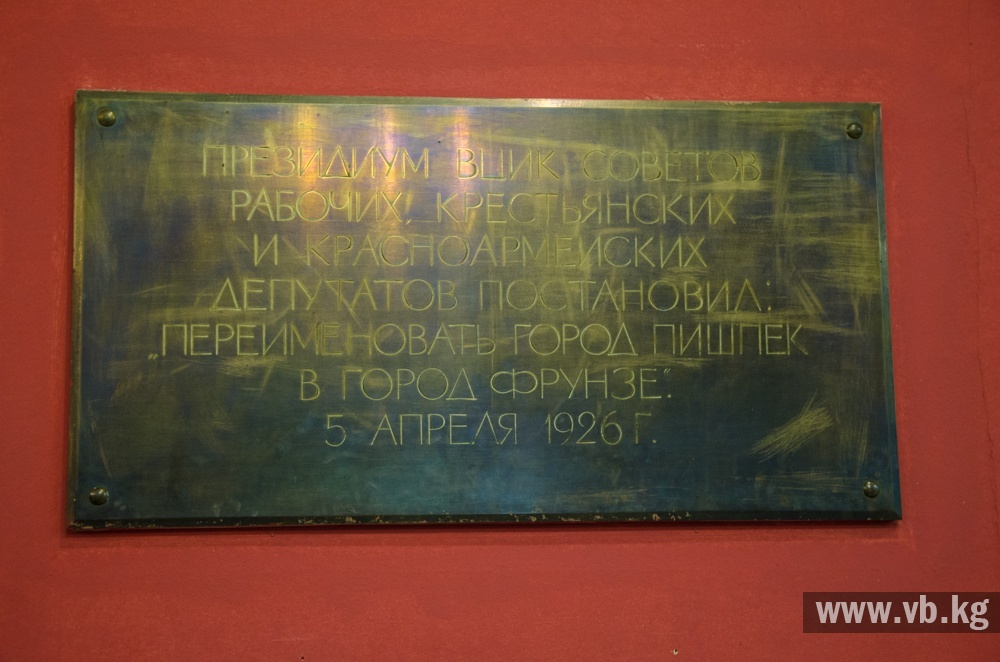 ПРЕЗИДИУМ ВЦИК СОВЕТОВ
РАБОЧИХ, КРЕСТЬЯНСКИХ
И КРАСНОАРМЕЙСКИХ
ДЕПУТАТОВ ПОСТАНОВИЛ:
„ПЕРЕИМЕНОВАТЬ ГОРОД ПИШПЕК
В ГОРОД ФРУНЗЕ“.
5 АПРЕЛЯ 1926 Г.
www.vb.kg